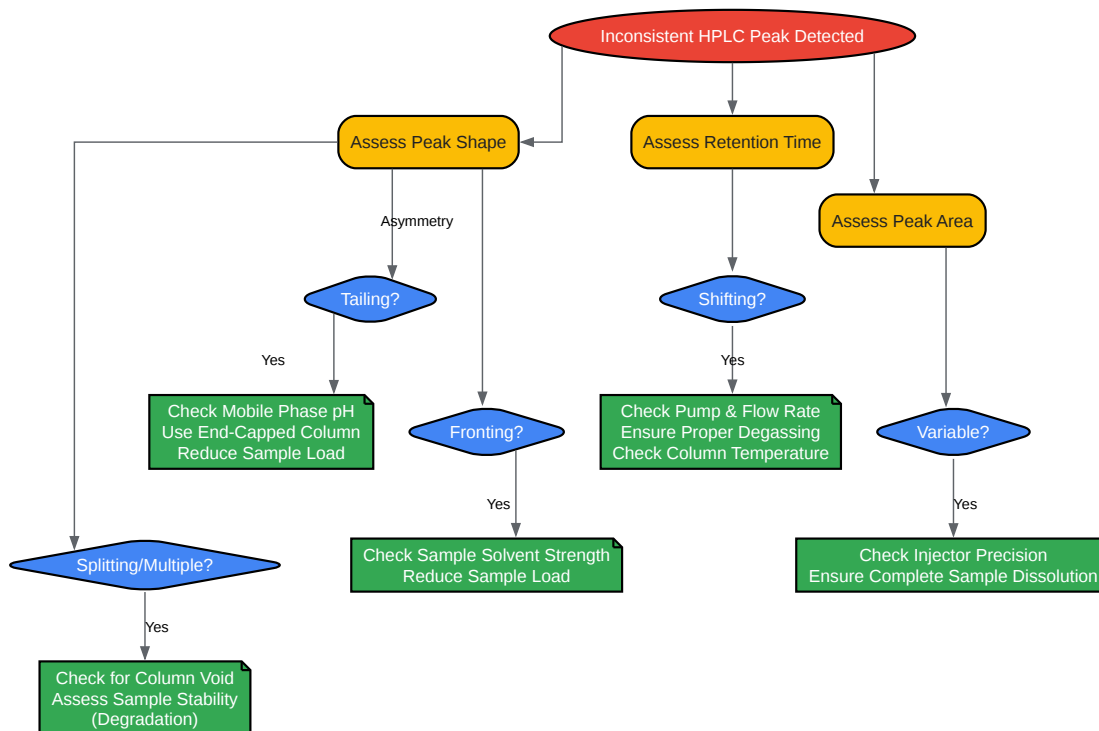 Inconsistent HPLC Peak Detected
Assess Peak Shape
Assess Retention Time
Assess Peak Area
Asymmetry
Tailing?
Shifting?
Yes
Yes
Check Mobile Phase pH
Use End-Capped Column
Reduce Sample Load
Fronting?
Check Pump & Flow Rate
Ensure Proper Degassing
Check Column Temperature
Variable?
Yes
Yes
Splitting/Multiple?
Check Sample Solvent Strength
Reduce Sample Load
Check Injector Precision
Ensure Complete Sample Dissolution
Yes
Check for Column Void
Assess Sample Stability
(Degradation)